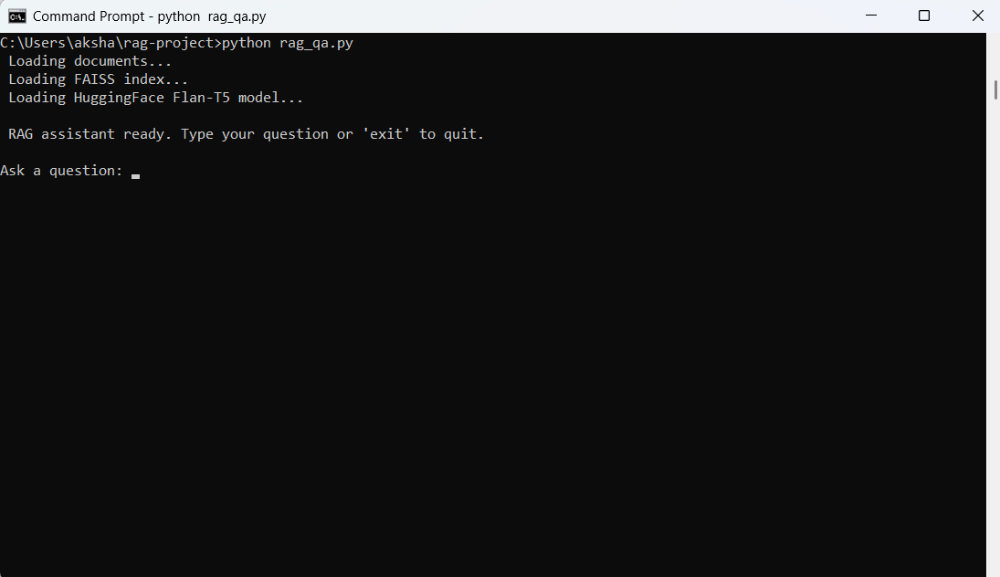 Command Prompt - python  rag_qa.py
C:\Users\aksha\rag-project>python rag_qa.py
 Loading documents...
 Loading FAISS index...
 Loading HuggingFace Flan-T5 model...
 RAG assistant ready. Type your question or 'exit' to quit.
Ask a question: